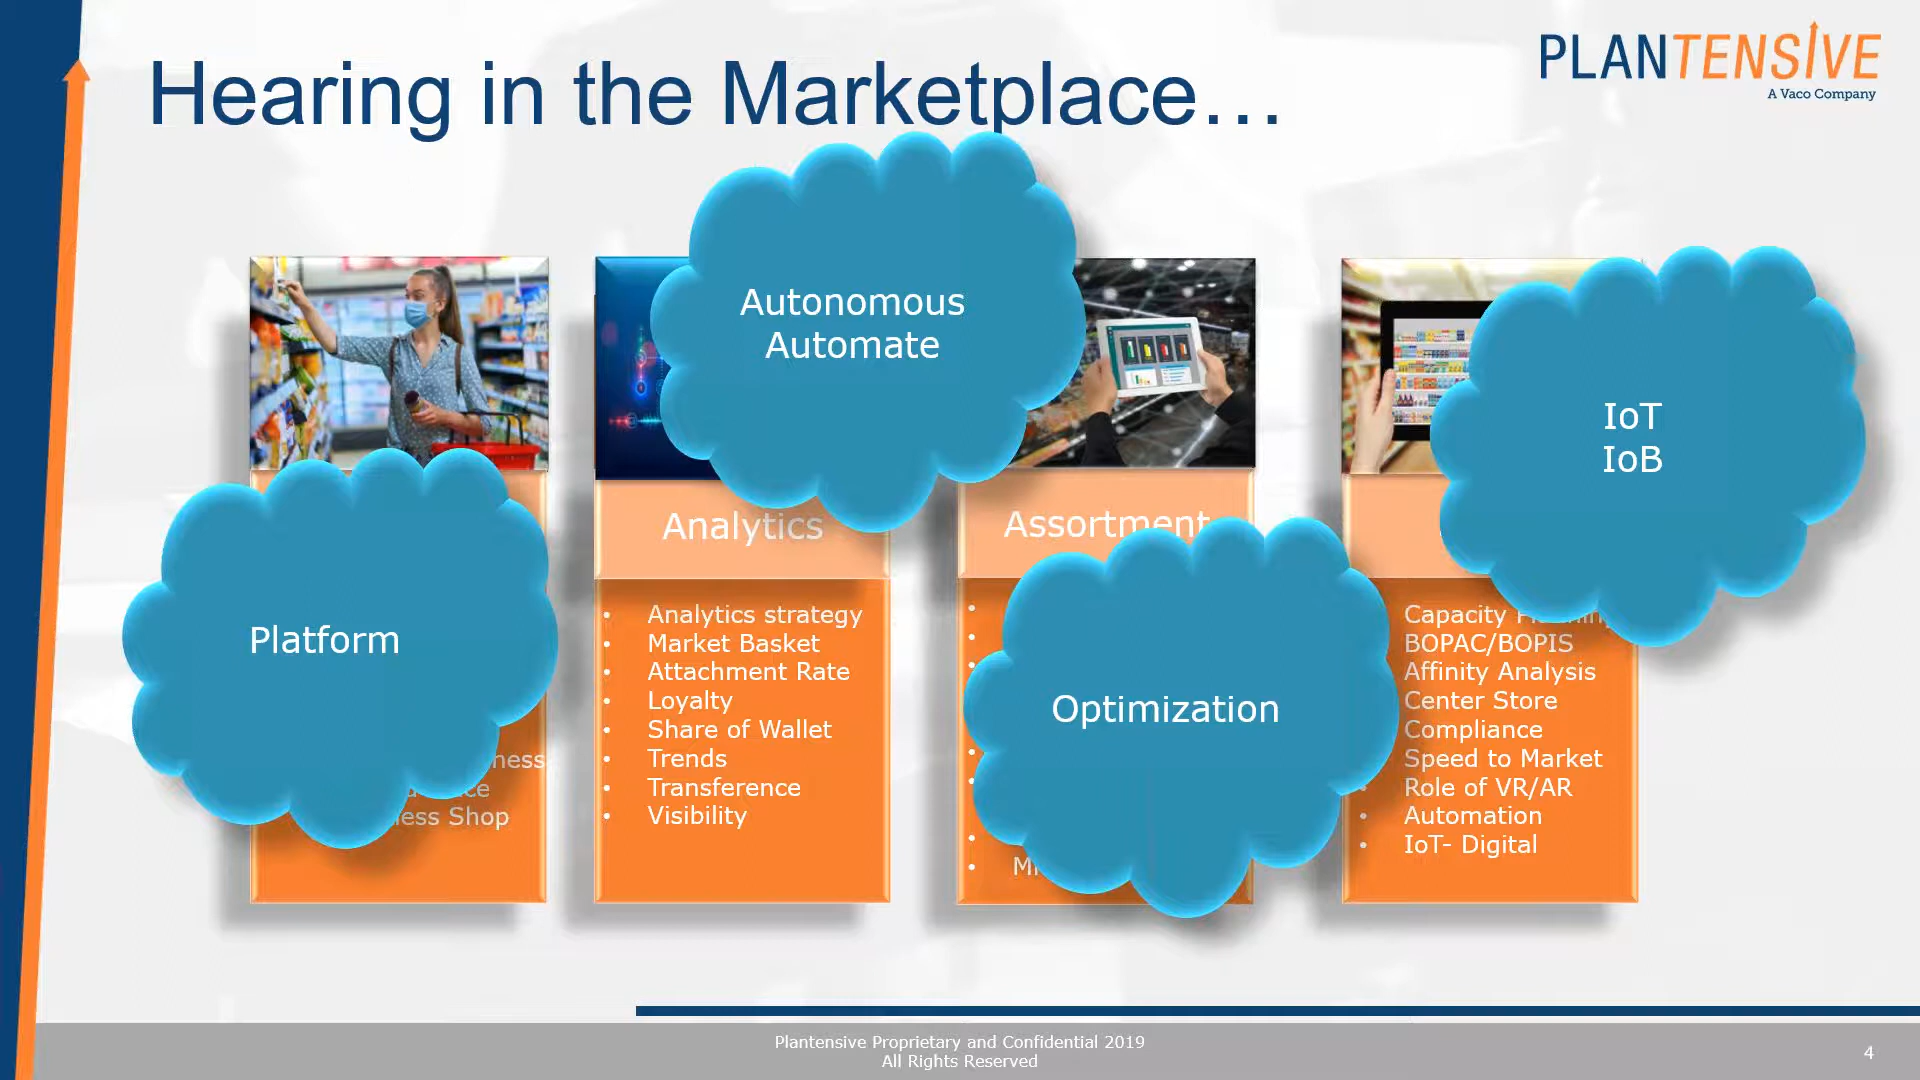 Hearing in the Marketplace…
PLANTENSIVE
A Vaco Company
Autonomous
Automate
IoT
IoB
Platform
Shop
Analytics
• Analytics strategy
• Market Basket
• Attachment Rate
• Loyalty
• Share of Wallet
• Trends
• Transference
• Visibility
Assortment
Optimization
Capacity
BOPAC/BOPIS
Affinity Analysis
Center Store
Compliance
Speed to Market
• Role of VR/AR
• Automation
• IoT- Digital
Plantensive Proprietary and Confidential 2019
All Rights Reserved
4